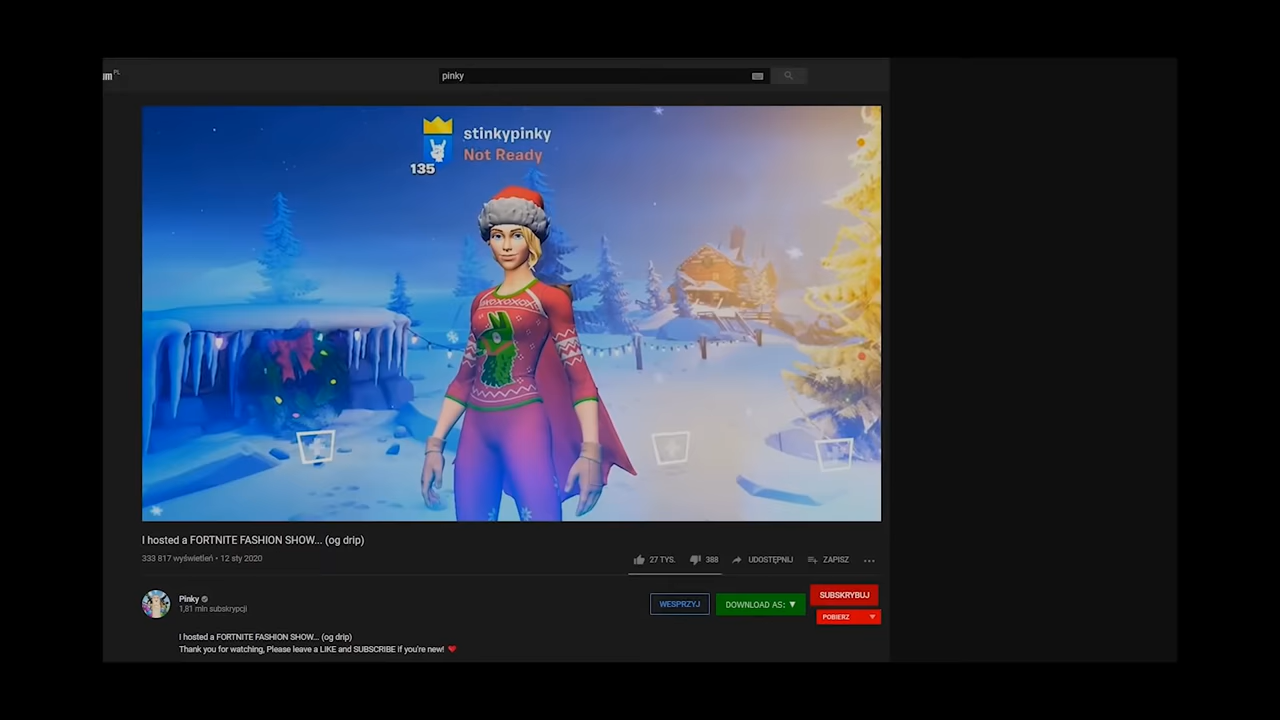 um PL
pinky
stinkypinky
Not Ready
135
I hosted a FORTNITE FASHION SHOW... (og drip)
333 817 wyświetleń • 12 sty 2020
27 TYS. 388 UDOSTĘPNIJ ZAPISZ ...
Pinky
1,81 mln subskrypcji
WESPRZYJ DOWNLOAD AS: ▼ SUBSKRYBUJ
POBIERZ ▼
I hosted a FORTNITE FASHION SHOW... (og drip)
Thank you for watching, Please leave a LIKE and SUBSCRIBE if you're new! ❤